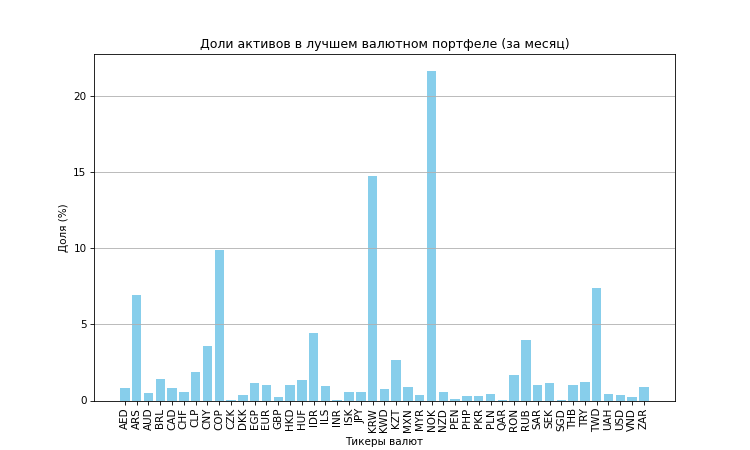 Доли активов в лучшем валютном портфеле (за месяц)
Доля (%)
20
15
10
5
0
AED ARS AUD BRL CAD CHF CLP CNY COP CZK DKK EGP EUR GBP HKD HUF IDR ILS INR ISK JPY KRW KWD KZT MXN MYR NOK NZD PEN PHP PKR PLN QAR RON RUB SAR SEK SGD THB TRY TWD UAH USD VND ZAR
Тикеры валют